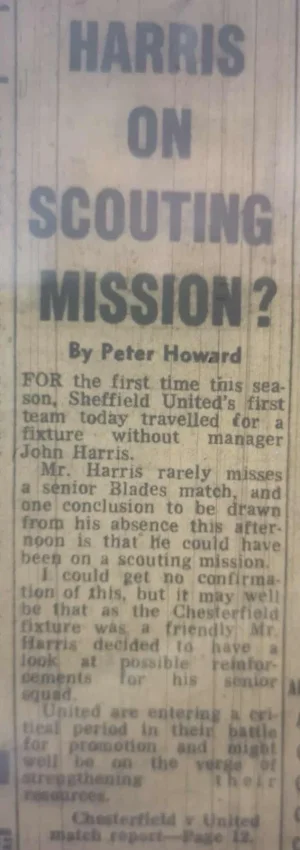 HARRIS
ON
SCOUTING
MISSION?
By Peter Howard
FOR the first time this sea-
son, Sheffield United's first
team today travelled for a
fixture without manager
John Harris.
Mr. Harris rarely misses
a senior Blades match, and
one conclusion to be drawn
from his absence this after-
noon is that he could have
been on a scouting mission.
I could get no confirma-
tion of this, but it may well
be that as the Chesterfield
fixture was a friendly Mr.
Harris decided to have a
look at possible reinfor-
cements for his senior
squad.
United are entering a cri-
tical period in their battle
for promotion and might
well be on the verge of
strengthening their
resources.
Chesterfield v United
match report—Page 12.